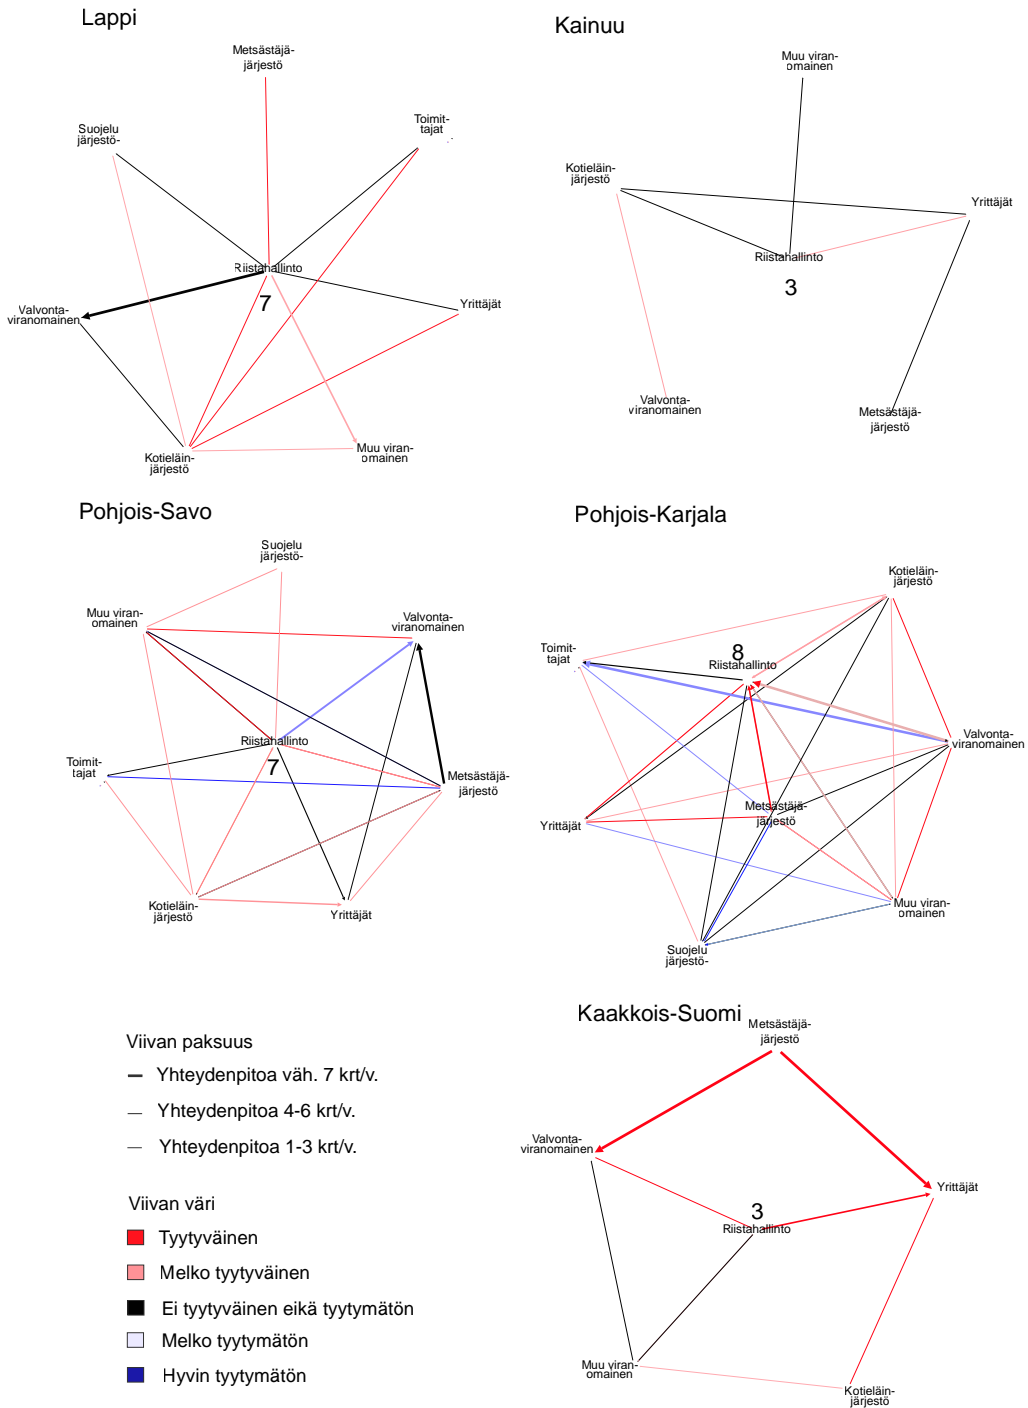 Lappi
Metsästäjä-
järjestö
Suojelu
järjestö-
Toimit-
tajat
Riistahallinto
7
Valvonta-
viranomainen
Yrittäjät
Kotieläin-
järjestö
Muu viran-
omainen
Kainuu
Muu viran-
omainen
Kotieläin-
järjestö
Yrittäjät
Riistahallinto
3
Valvonta-
viranomainen
Metsästäjä-
järjestö
Pohjois-Savo
Suojelu
järjestö-
Muu viran-
omainen
Valvonta-
viranomainen
Riistahallinto
7
Toimit-
tajat
Metsästäjä-
järjestö
Kotieläin-
järjestö
Yrittäjät
Pohjois-Karjala
Kotieläin-
järjestö
Toimit-
tajat
8
Riistahallinto
Valvonta-
viranomainen
Metsästäjä-
järjestö
Yrittäjät
Muu viran-
omainen
Suojelu
järjestö-
Kaakkois-Suomi
Metsästäjä-
järjestö
Valvonta-
viranomainen
Yrittäjät
3
Riistahallinto
Muu viran-
omainen
Kotieläin-
järjestö
Viivan paksuus
Yhteydenpitoa väh. 7 krt/v.
Yhteydenpitoa 4-6 krt/v.
Yhteydenpitoa 1-3 krt/v.
Viivan väri
Tyytyväinen
Melko tyytyväinen
Ei tyytyväinen eikä tyytymätön
Melko tyytymätön
Hyvin tyytymätön